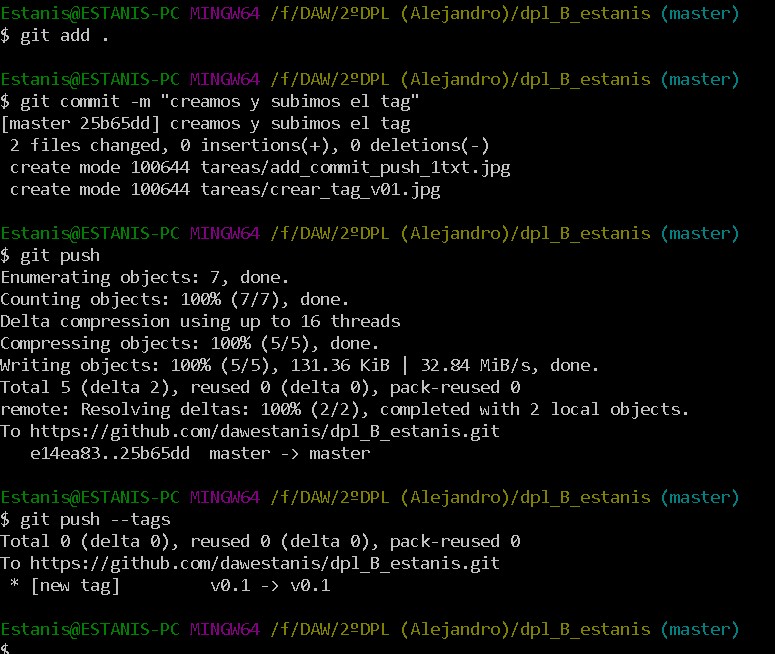 Estanis@ESTANIS-PC MINGW64 /f/DAW/2ºDPL (Alejandro)/dpl_B_estanis (master)
$ git add .
Estanis@ESTANIS-PC MINGW64 /f/DAW/2ºDPL (Alejandro)/dpl_B_estanis (master)
$ git commit -m "creamos y subimos el tag"
[master 25b65dd] creamos y subimos el tag
 2 files changed, 0 insertions(+), 0 deletions(-)
 create mode 100644 tareas/add_commit_push_1txt.jpg
 create mode 100644 tareas/crear_tag_v01.jpg
Estanis@ESTANIS-PC MINGW64 /f/DAW/2ºDPL (Alejandro)/dpl_B_estanis (master)
$ git push
Enumerating objects: 7, done.
Counting objects: 100% (7/7), done.
Delta compression using up to 16 threads
Compressing objects: 100% (5/5), done.
Writing objects: 100% (5/5), 131.36 KiB | 32.84 MiB/s, done.
Total 5 (delta 2), reused 0 (delta 0), pack-reused 0
remote: Resolving deltas: 100% (2/2), completed with 2 local objects.
To https://github.com/dawestanis/dpl_B_estanis.git
   e14ea83..25b65dd  master -> master
Estanis@ESTANIS-PC MINGW64 /f/DAW/2ºDPL (Alejandro)/dpl_B_estanis (master)
$ git push --tags
Total 0 (delta 0), reused 0 (delta 0), pack-reused 0
To https://github.com/dawestanis/dpl_B_estanis.git
 * [new tag]         v0.1 -> v0.1
Estanis@ESTANIS-PC MINGW64 /f/DAW/2ºDPL (Alejandro)/dpl_B_estanis (master)
$